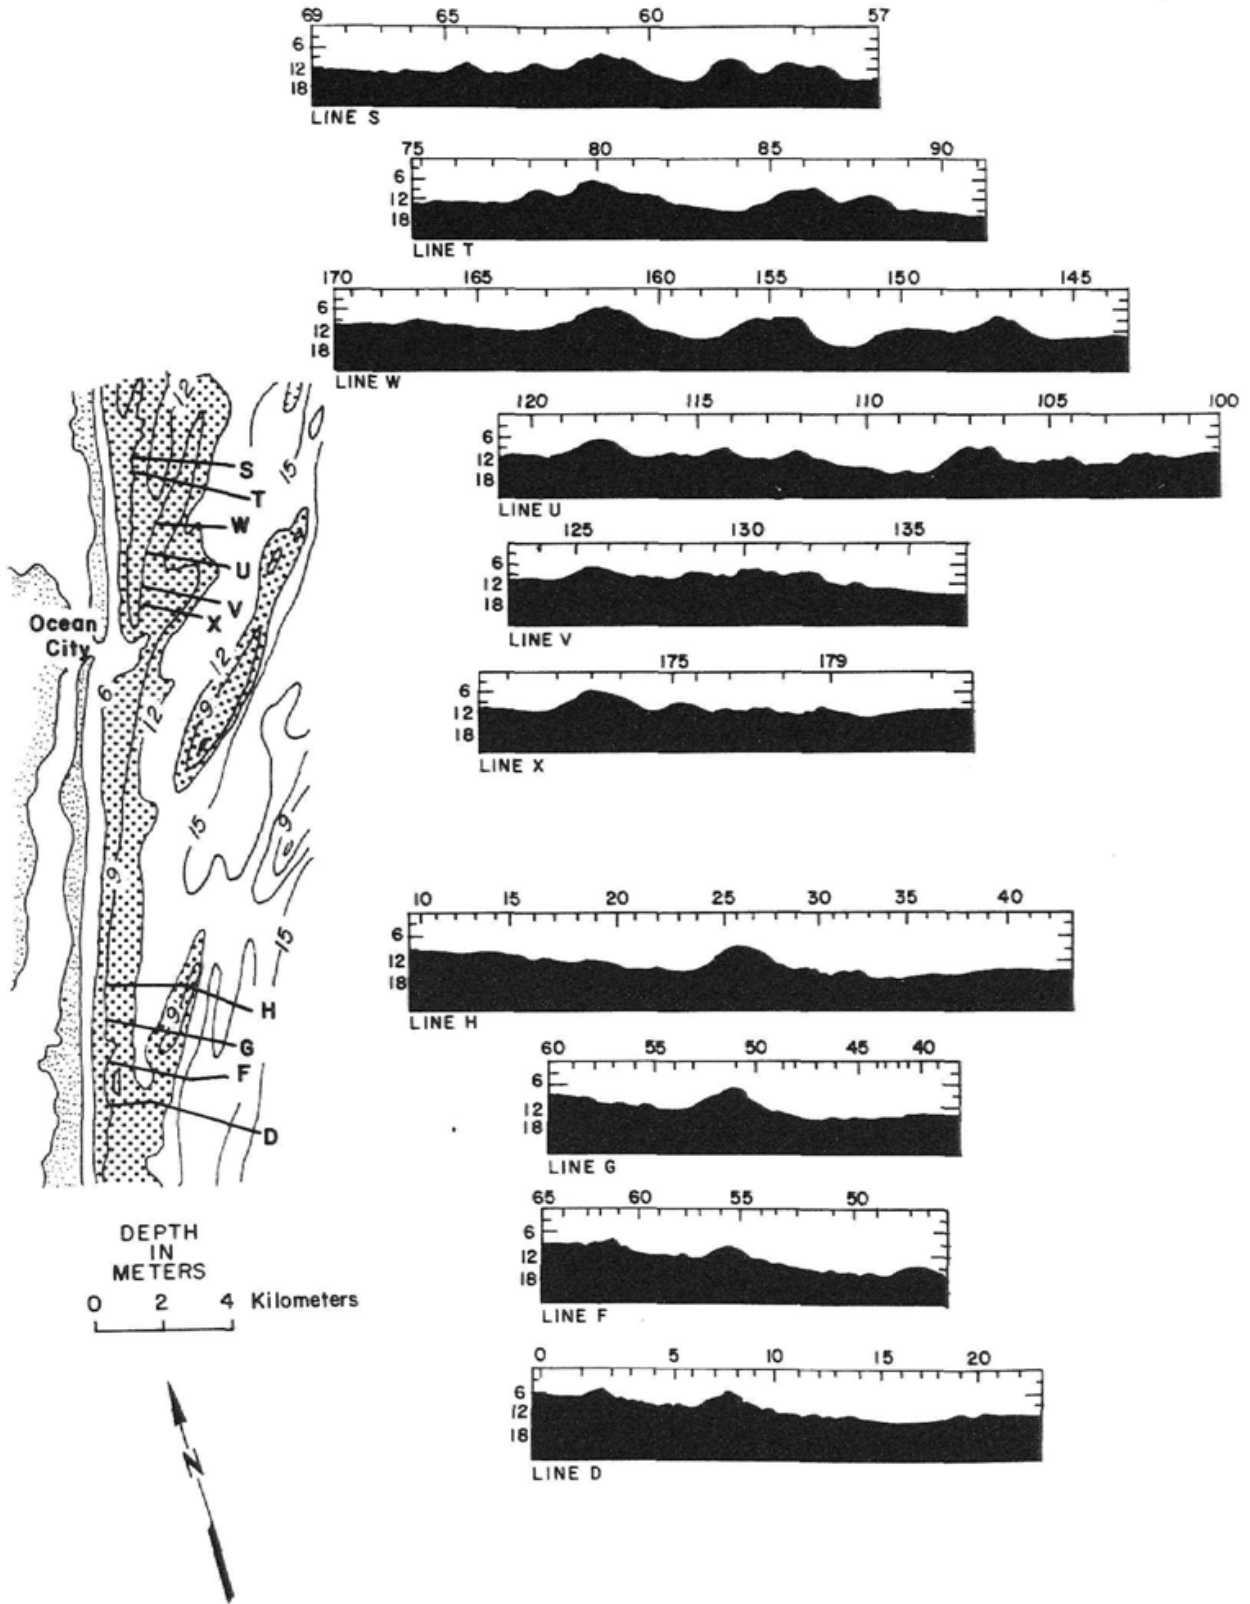 69 65 60 57
6
12
18
LINE S
75 80 85 90
6
12
18
LINE T
170 165 160 155 150 145
6
12
18
LINE W
120 115 110 105 100
6
12
18
LINE U
125 130 135
6
12
18
LINE V
175 179
6
12
18
LINE X
10 15 20 25 30 35 40
6
12
18
LINE H
60 55 50 45 40
6
12
18
LINE G
65 60 55 50
6
12
18
LINE F
0 5 10 15 20
6
12
18
LINE D
12
S
15
T
W
U
V
X
Ocean
City
6
12
12
9
15
9
9
15
9
H
G
F
D
DEPTH
IN
METERS
0 2 4 Kilometers
N